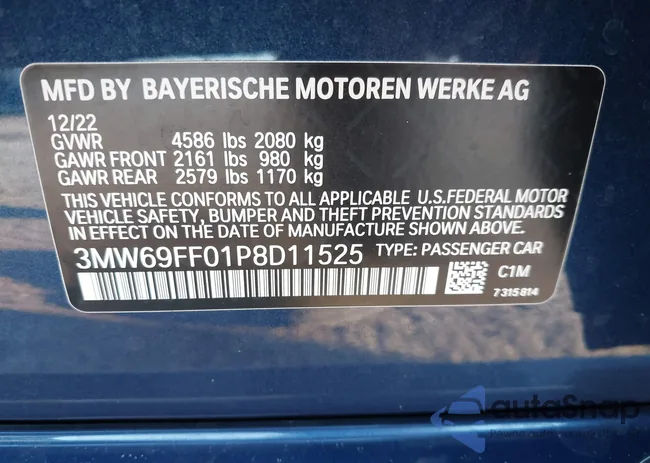 MFD BY BAYERISCHE MOTOREN WERKE AG
12/22
GVWR 4586 lbs 2080 kg
GAWR FRONT 2161 lbs 980 kg
GAWR REAR 2579 lbs 1170 kg
THIS VEHICLE CONFORMS TO ALL APPLICABLE U.S.FEDERAL MOTOR
VEHICLE SAFETY, BUMPER AND THEFT PREVENTION STANDARDS
IN EFFECT ON THE DATE OF MANUFACTURE SHOWN ABOVE.
3MW69FF01P8D11525 TYPE: PASSENGER CAR
C1M
7315814
autoSnap